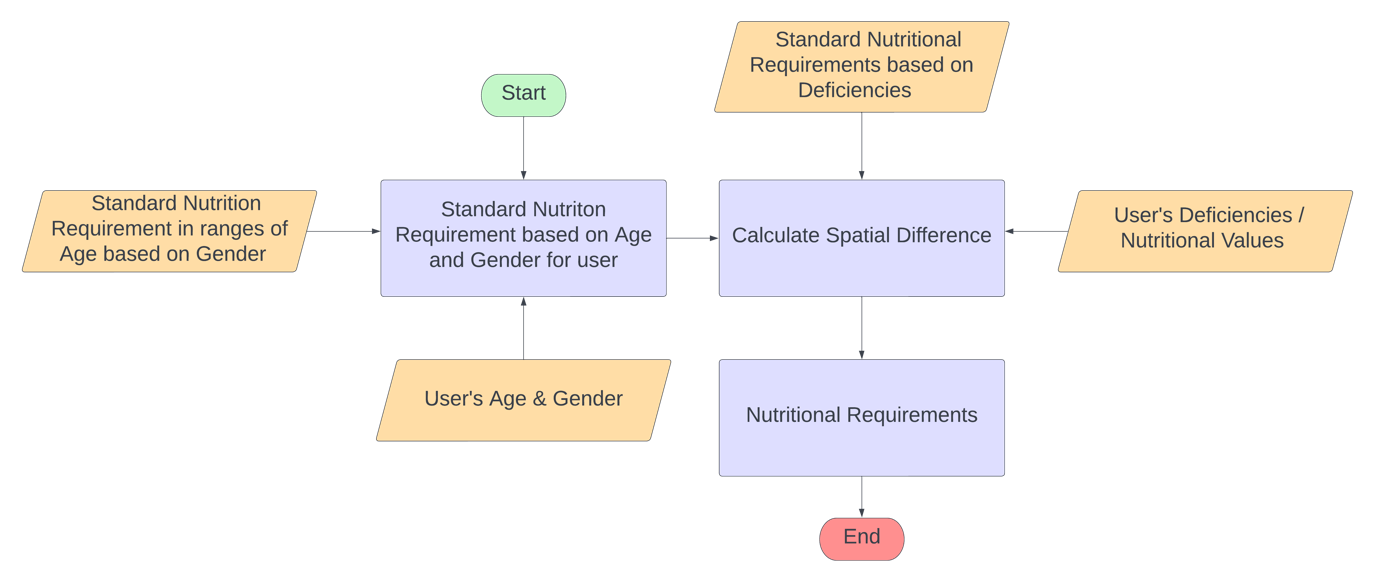 Standard Nutritional
Requirements based on
Deficiencies
Start
Standard Nutrition
Requirement in ranges of
Age based on Gender
Standard Nutriton
Requirement based on Age
and Gender for user
Calculate Spatial Difference
User's Deficiencies /
Nutritional Values
User's Age & Gender
Nutritional Requirements
End